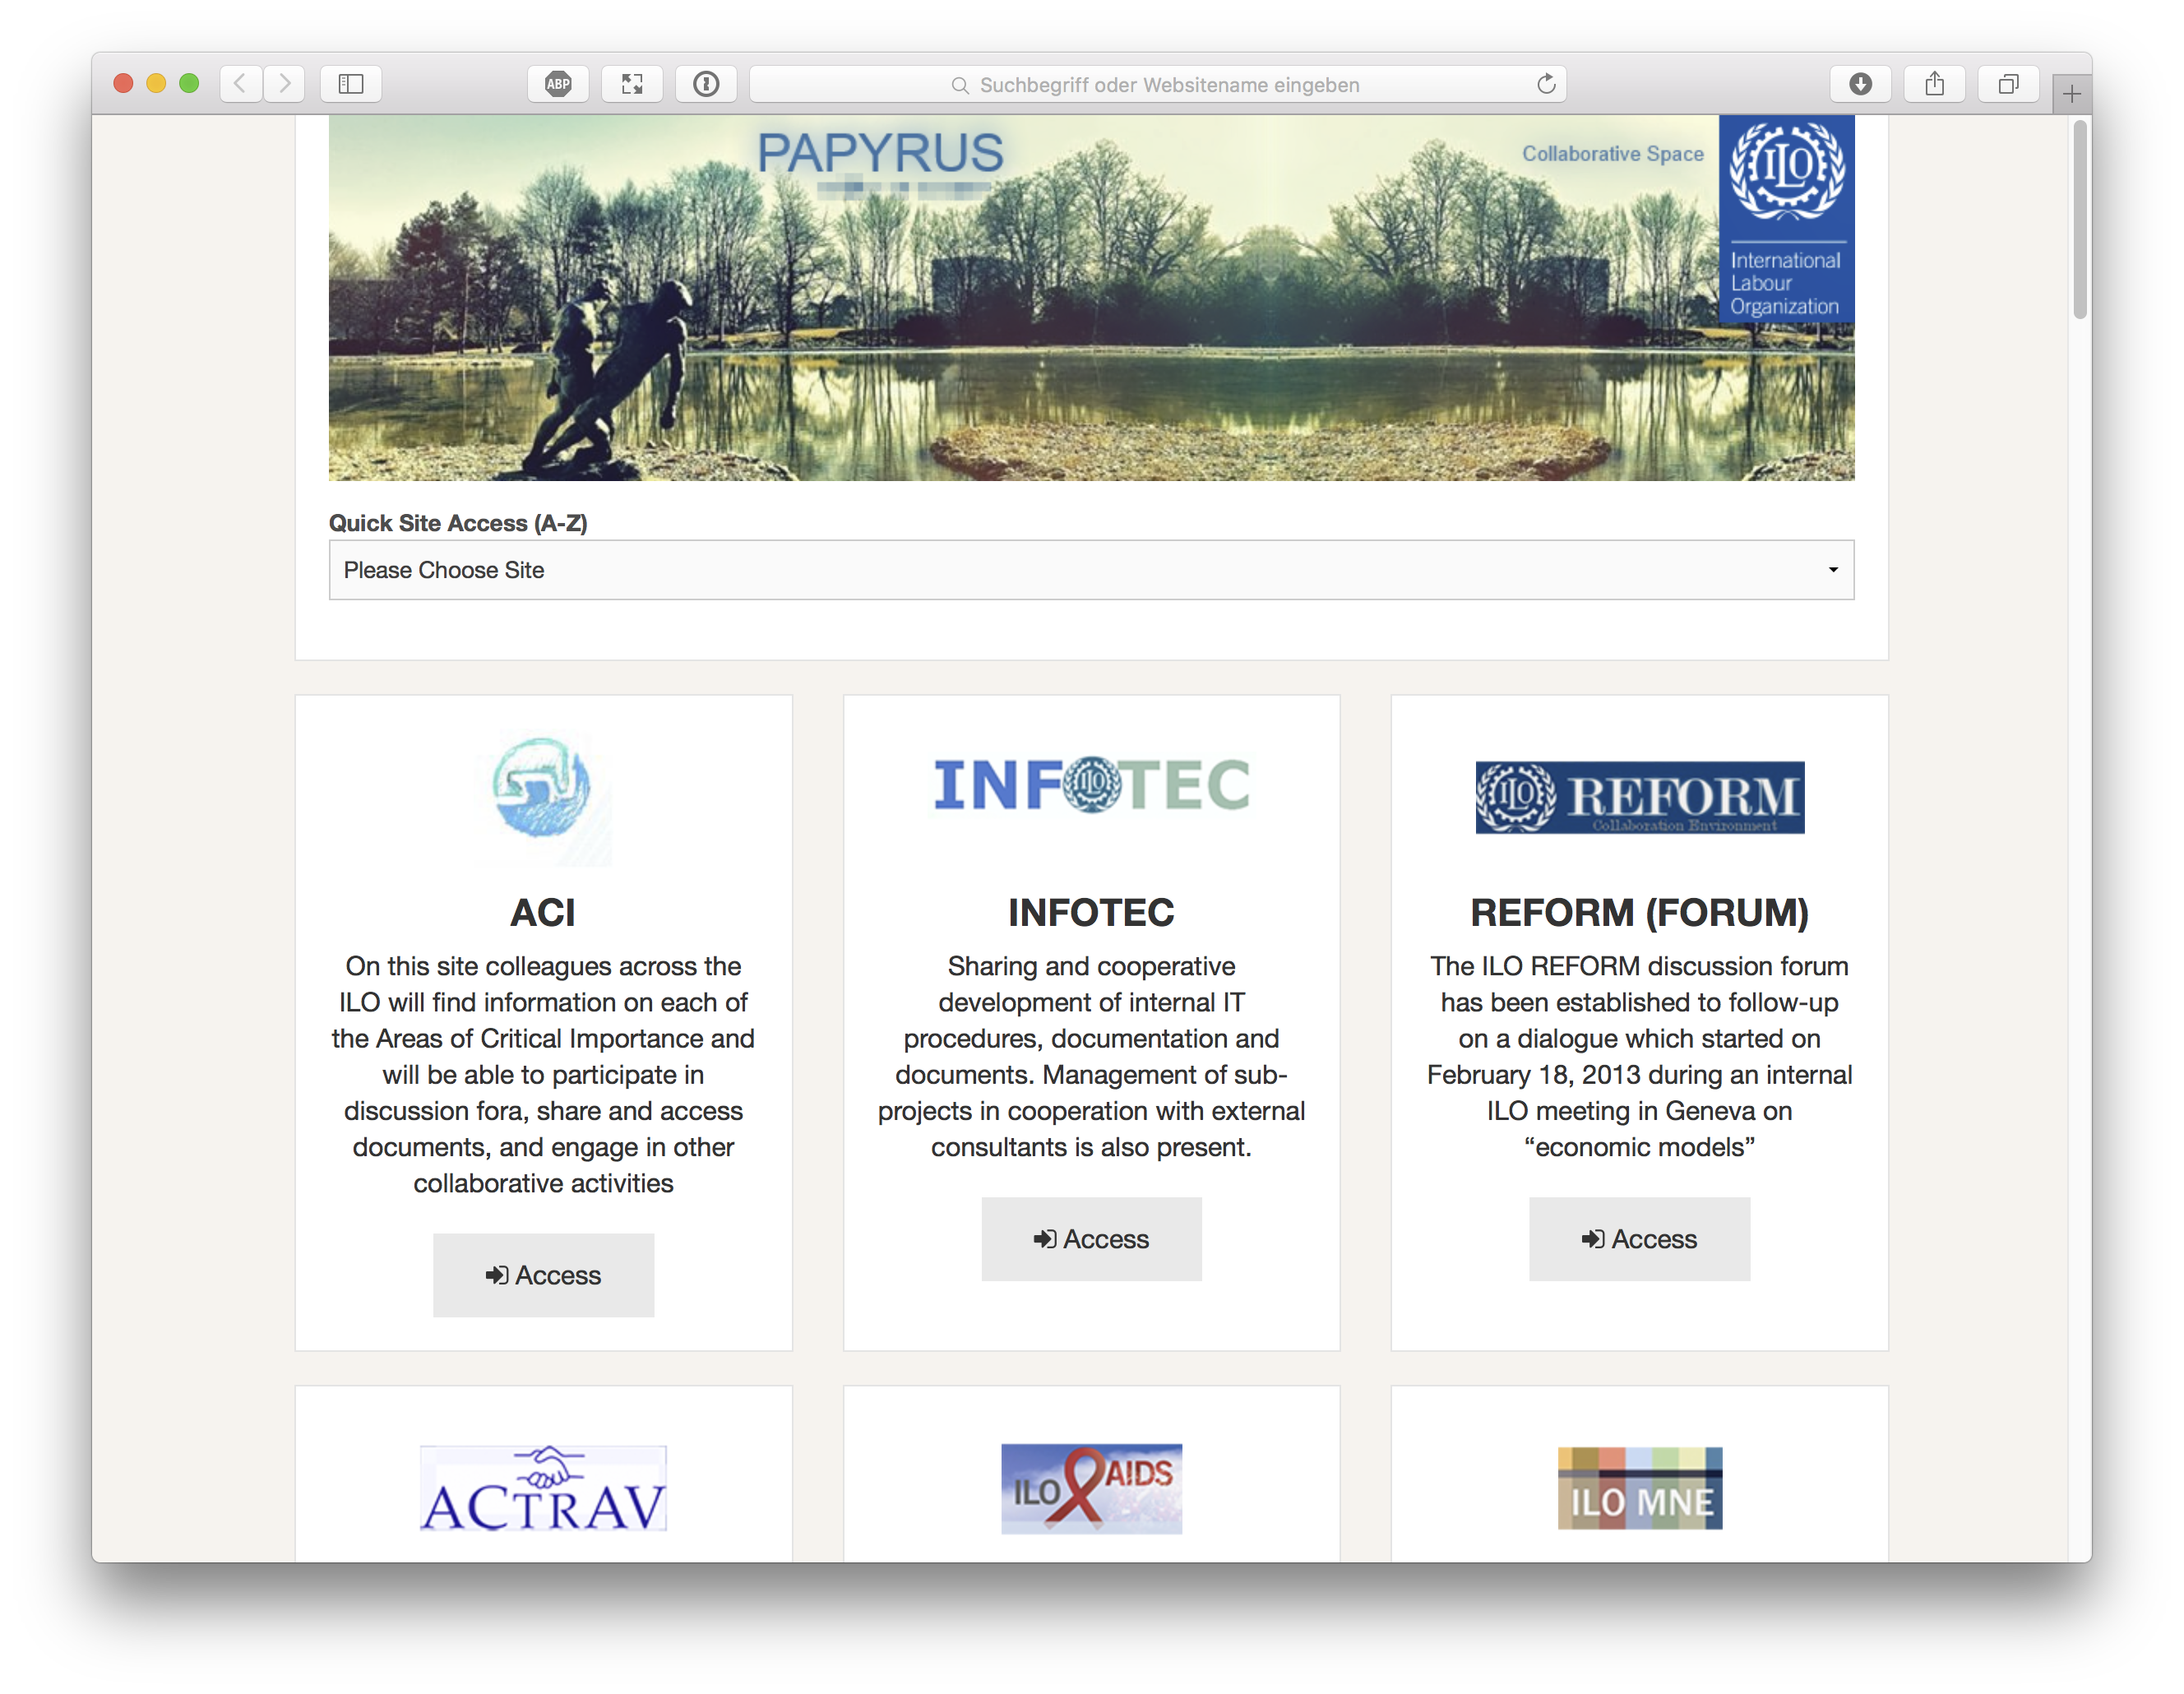 ABP
Suchbegriff oder Websitename eingeben
PAPYRUS
Collaborative Space
ILO
International
Labour
Organization
Quick Site Access (A-Z)
Please Choose Site
INFOTEC
ILO
REFORM
Collaboration Environment
ACI
On this site colleagues across the
ILO will find information on each of
the Areas of Critical Importance and
will be able to participate in
discussion fora, share and access
documents, and engage in other
collaborative activities
Access
INFOTEC
Sharing and cooperative
development of internal IT
procedures, documentation and
documents. Management of sub-
projects in cooperation with external
consultants is also present.
Access
REFORM (FORUM)
The ILO REFORM discussion forum
has been established to follow-up
on a dialogue which started on
February 18, 2013 during an internal
ILO meeting in Geneva on
“economic models”
Access
ACTRAV
ILO AIDS
ILO MNE